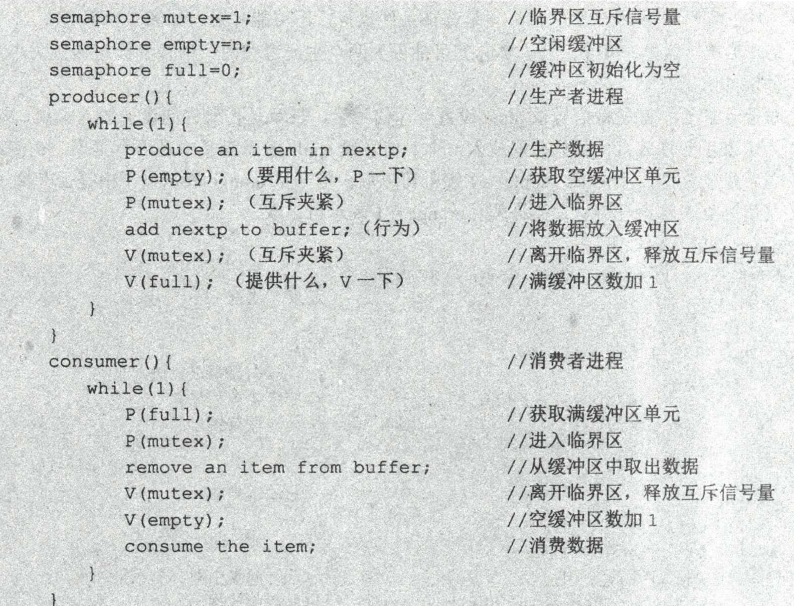 semaphore mutex=1; //临界区互斥信号量
semaphore empty=n; //空闲缓冲区
semaphore full=0; //缓冲区初始化为空
producer(){ //生产者进程
while(1){
produce an item in nextp; //生产数据
P(empty); （要用什么，P一下） //获取空缓冲区单元
P(mutex); （互斥夹紧） //进入临界区
add nextp to buffer;（行为） //将数据放入缓冲区
V(mutex); （互斥夹紧） //离开临界区，释放互斥信号量
V(full); （提供什么，V一下） //满缓冲区数加1
}
}
consumer(){ //消费者进程
while(1){
P(full); //获取满缓冲区单元
P(mutex); //进入临界区
remove an item from buffer; //从缓冲区中取出数据
V(mutex); //离开临界区，释放互斥信号量
V(empty); //空缓冲区数加1
consume the item; //消费数据
}
}